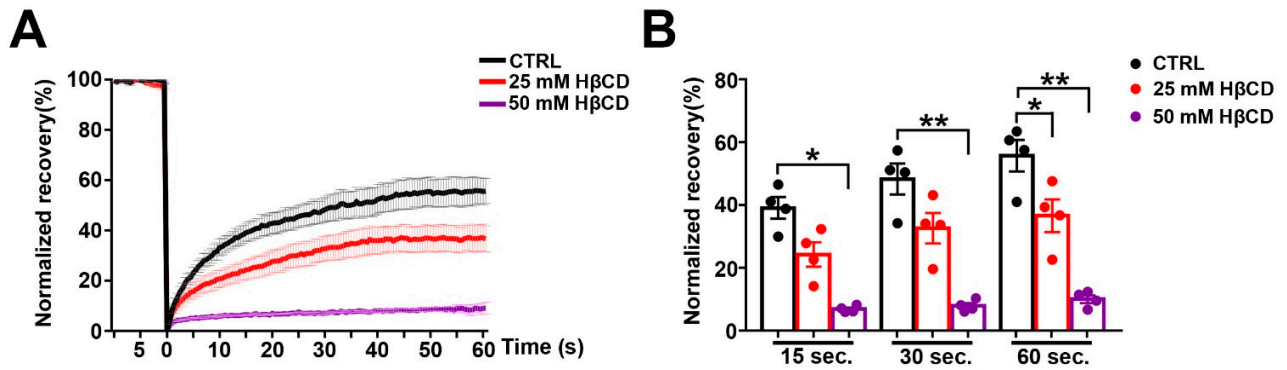 A
CTRL
25 mM HβCD
50 mM HβCD
Normalized recovery(%)
100
80
60
40
20
0
5 0 10 20 30 40 50 60 Time (s)
B
CTRL
25 mM HβCD
50 mM HβCD
Normalized recovery(%)
80
60
40
20
0
*
**
*
**
15 sec. 30 sec. 60 sec.